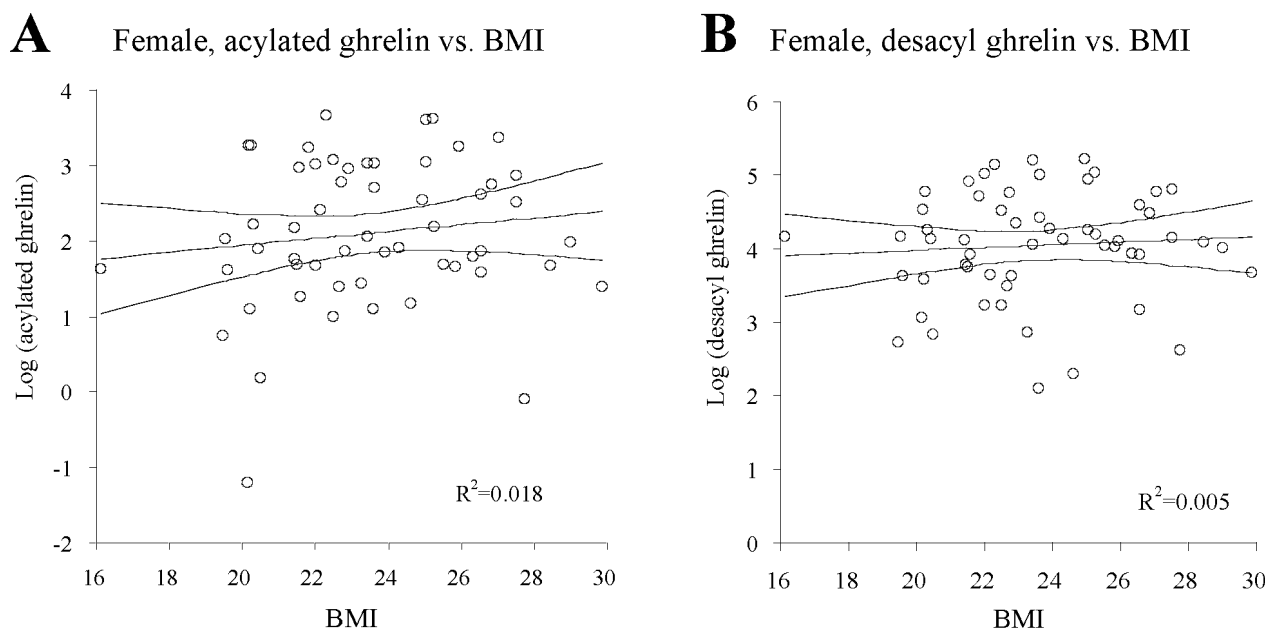 A Female, acylated ghrelin vs. BMI
4
3
2
1
0
-1
-2
Log (acylated ghrelin)
R²=0.018
16 18 20 22 24 26 28 30
BMI
B Female, desacyl ghrelin vs. BMI
6
5
4
3
2
1
0
Log (desacyl ghrelin)
R²=0.005
16 18 20 22 24 26 28 30
BMI